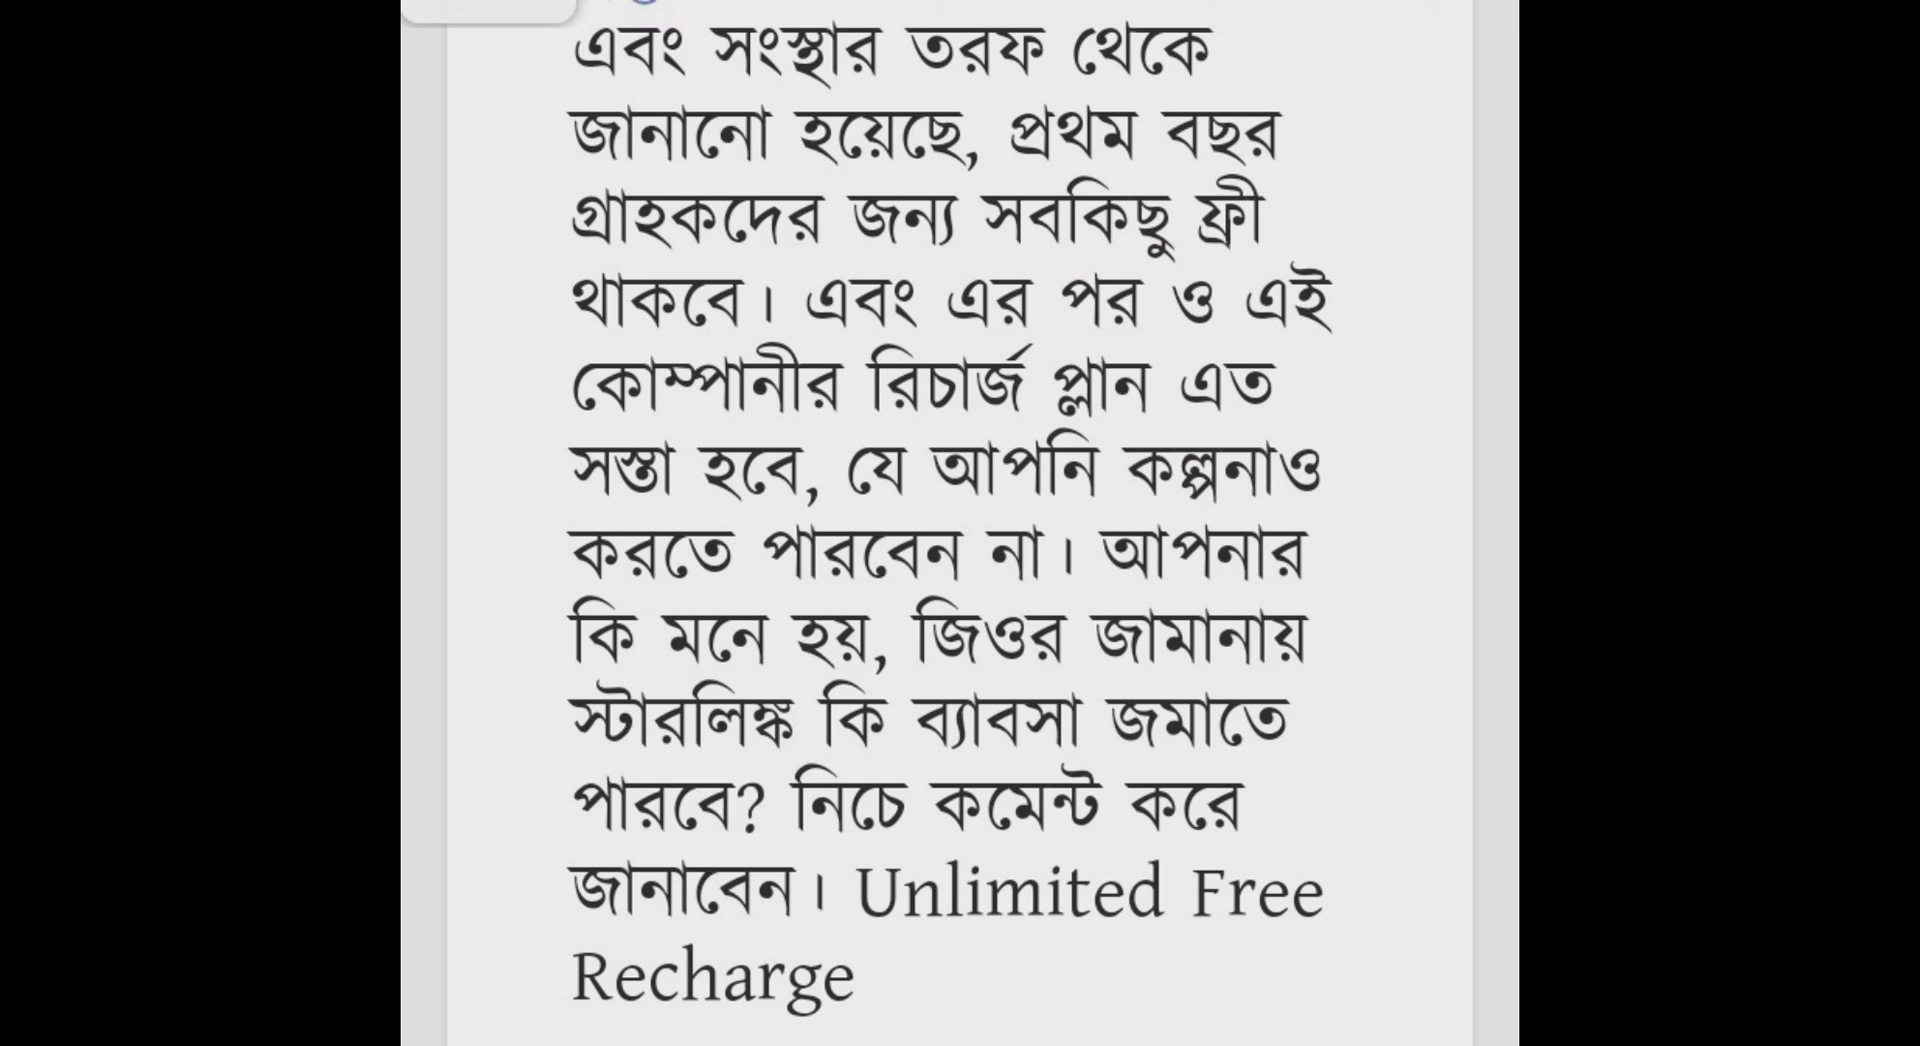 এবং সংস্থার তরফ থেকে
জানানো হয়েছে, প্রথম বছর
গ্রাহকদের জন্য সবকিছু ফ্রী
থাকবে। এবং এর পর ও এই
কোম্পানীর রিচার্জ প্লান এত
সস্তা হবে, যে আপনি কল্পনাও
করতে পারবেন না। আপনার
কি মনে হয়, জিওর জামানায়
স্টারলিঙ্ক কি ব্যাবসা জমাতে
পারবে? নিচে কমেন্ট করে
জানাবেন। Unlimited Free
Recharge